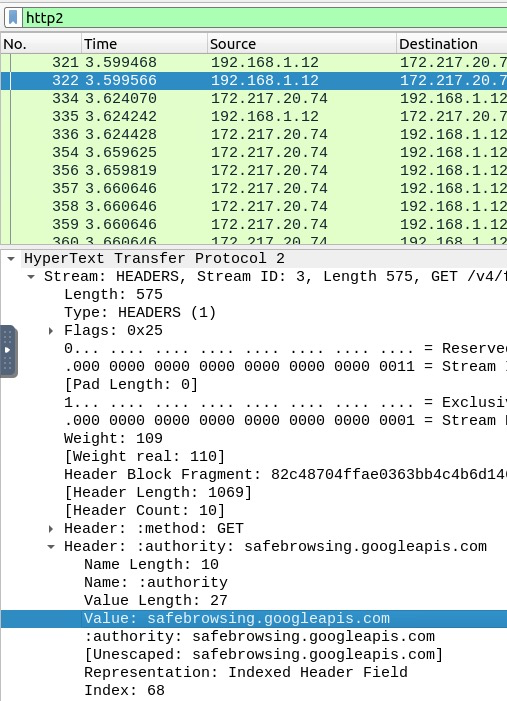 http2
No. Time Source Destination
321 3.599468 192.168.1.12 172.217.20.7
322 3.599566 192.168.1.12 172.217.20.7
334 3.624070 172.217.20.74 192.168.1.12
335 3.624242 192.168.1.12 172.217.20.7
336 3.624428 172.217.20.74 192.168.1.12
354 3.659625 172.217.20.74 192.168.1.12
356 3.659819 172.217.20.74 192.168.1.12
357 3.660646 172.217.20.74 192.168.1.12
358 3.660646 172.217.20.74 192.168.1.12
359 3.660646 172.217.20.74 192.168.1.12
360 3.660646 172.217.20.74 192.168.1.12
HyperText Transfer Protocol 2
Stream: HEADERS, Stream ID: 3, Length 575, GET /v4/f
Length: 575
Type: HEADERS (1)
Flags: 0x25
0... .... .... .... .... .... .... .... = Reserve
.000 0000 0000 0000 0000 0000 0000 0011 = Stream
[Pad Length: 0]
1... .... .... .... .... .... .... .... = Exclusiv
.000 0000 0000 0000 0000 0000 0000 0001 = Stream
Weight: 109
[Weight real: 110]
Header Block Fragment: 82c48704ffae0363bb4c4b6d14
[Header Length: 1069]
[Header Count: 10]
Header: :method: GET
Header: :authority: safebrowsing.googleapis.com
Name Length: 10
Name: :authority
Value Length: 27
Value: safebrowsing.googleapis.com
:authority: safebrowsing.googleapis.com
[Unescaped: safebrowsing.googleapis.com]
Representation: Indexed Header Field
Index: 68